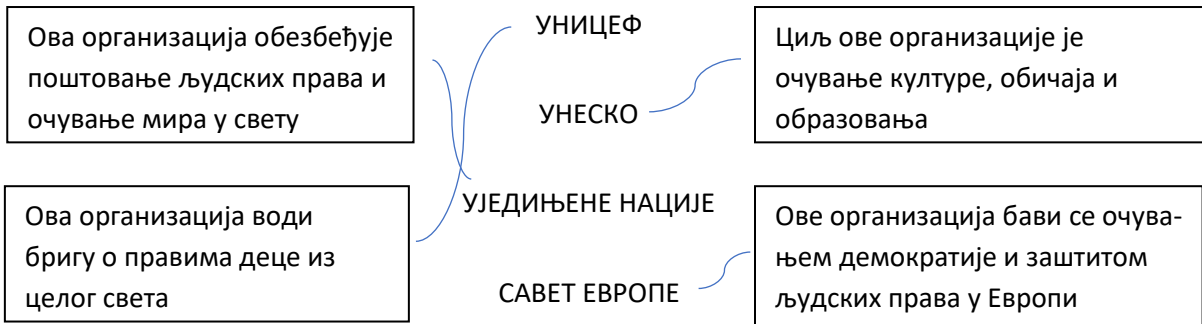 Ова организација обезбеђује
поштовање људских права и
очување мира у свету
Ова организација води
бригу о правима деце из
целог света
УНИЦЕФ
УНЕСКО
УЈЕДИЊЕНЕ НАЦИЈЕ
САВЕТ ЕВРОПЕ
Циљ ове организације је
очување културе, обичаја и
образовања
Ове организација бави се очува-
њем демократије и заштитом
људских права у Европи